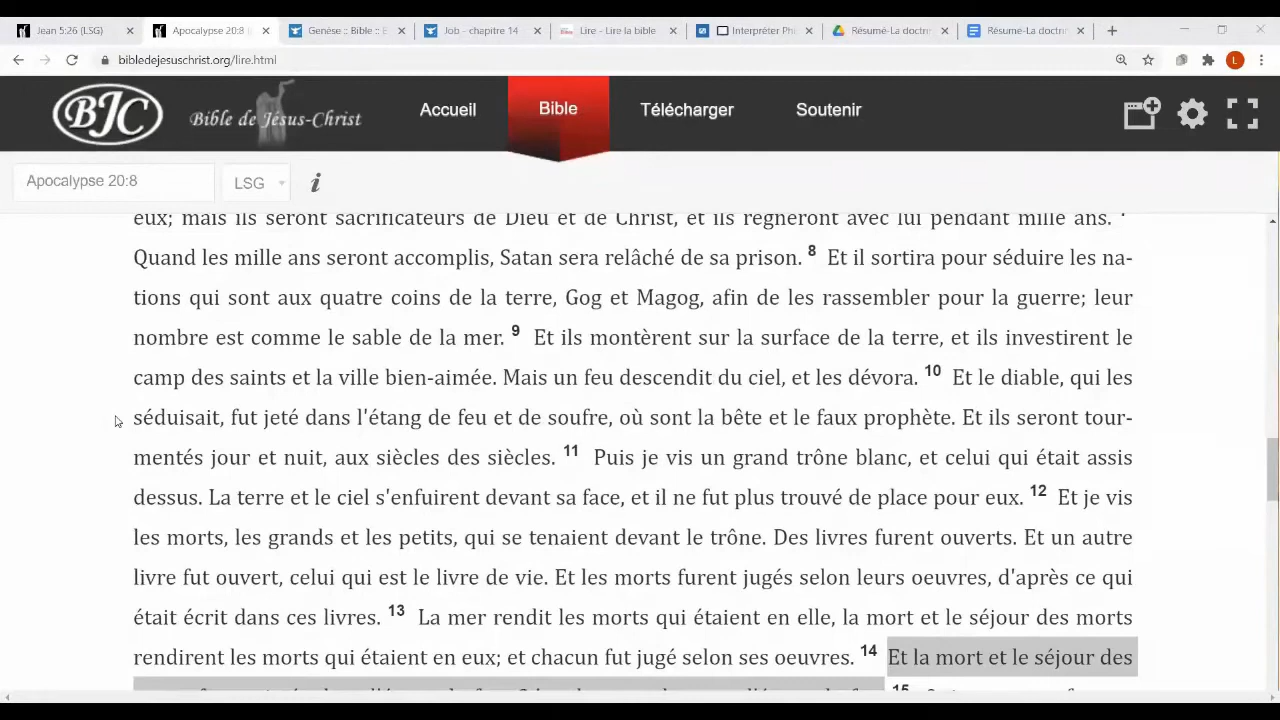 Jean 5:26 (LSG)
Apocalypse 20:8
Genèse :: Bible :: E
Job - chapitre 14
Lire - Lire la bible
Interpréter Phi
Résumé-La doctrin
Résumé-La doctrin
bibledejesuschrist.org/lire.html
L
BJC
Bible de Jésus-Christ
Accueil
Bible
Télécharger
Soutenir
Apocalypse 20:8
LSG
i
eux; mais ils seront sacrificateurs de Dieu et de Christ, et ils régneront avec lui pendant mille ans.
Quand les mille ans seront accomplis, Satan sera relâché de sa prison. 8 Et il sortira pour séduire les na-
tions qui sont aux quatre coins de la terre, Gog et Magog, afin de les rassembler pour la guerre; leur
nombre est comme le sable de la mer. 9 Et ils montèrent sur la surface de la terre, et ils investirent le
camp des saints et la ville bien-aimée. Mais un feu descendit du ciel, et les dévora. 10 Et le diable, qui les
séduisait, fut jeté dans l'étang de feu et de soufre, où sont la bête et le faux prophète. Et ils seront tour-
mentés jour et nuit, aux siècles des siècles. 11 Puis je vis un grand trône blanc, et celui qui était assis
dessus. La terre et le ciel s'enfuirent devant sa face, et il ne fut plus trouvé de place pour eux. 12 Et je vis
les morts, les grands et les petits, qui se tenaient devant le trône. Des livres furent ouverts. Et un autre
livre fut ouvert, celui qui est le livre de vie. Et les morts furent jugés selon leurs oeuvres, d'après ce qui
était écrit dans ces livres. 13 La mer rendit les morts qui étaient en elle, la mort et le séjour des morts
rendirent les morts qui étaient en eux; et chacun fut jugé selon ses oeuvres. 14 Et la mort et le séjour des
15